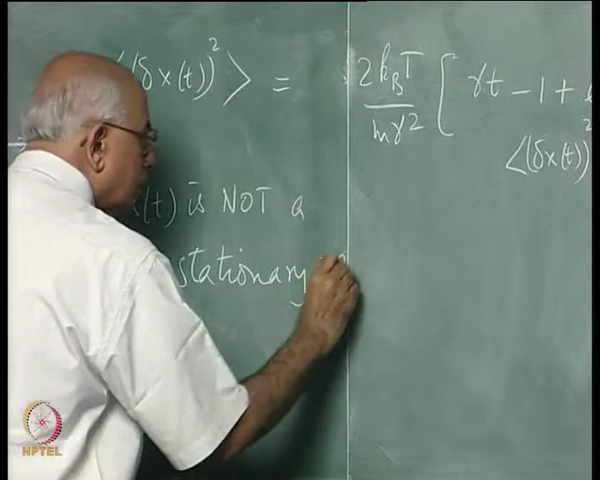 ⟨(δx(t))² ⟩ = 2k_BT/mγ² [ γt - 1 +
⟨(δx(t))²
x(t) is NOT a
stationary
NPTEL